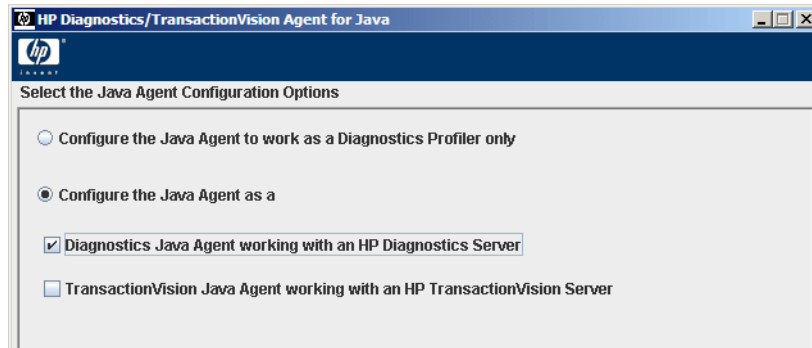 HP Diagnostics/TransactionVision Agent for Java
hp
invent
Select the Java Agent Configuration Options
Configure the Java Agent to work as a Diagnostics Profiler only
Configure the Java Agent as a
Diagnostics Java Agent working with an HP Diagnostics Server
TransactionVision Java Agent working with an HP TransactionVision Server